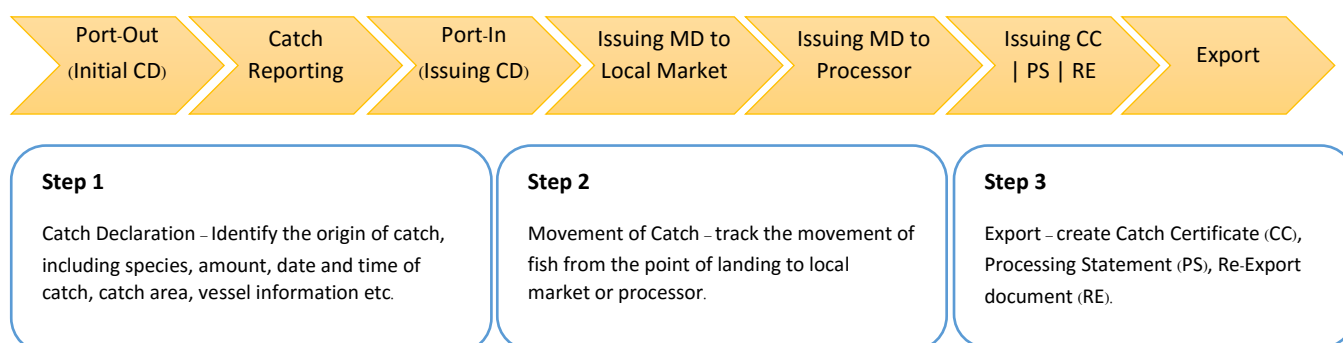 Port-Out
(Initial CD)
Catch
Reporting
Port-In
(Issuing CD)
Issuing MD to
Local Market
Issuing MD to
Processor
Issuing CC
| PS | RE
Export
Step 1
Catch Declaration – Identify the origin of catch,
including species, amount, date and time of
catch, catch area, vessel information etc.
Step 2
Movement of Catch – track the movement of
fish from the point of landing to local
market or processor.
Step 3
Export – create Catch Certificate (CC),
Processing Statement (PS), Re-Export
document (RE).